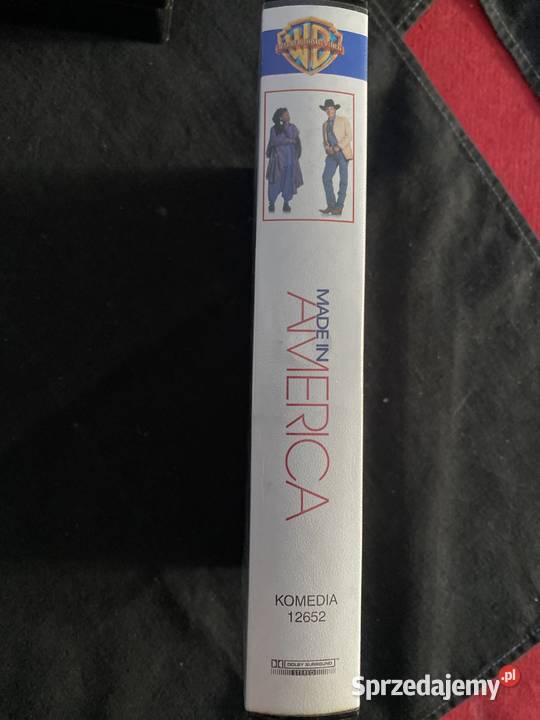 MADE IN
AMERICA
KOMEDIA
12652
DOLBY SURROUND
STEREO
Sprzedajemy.pl